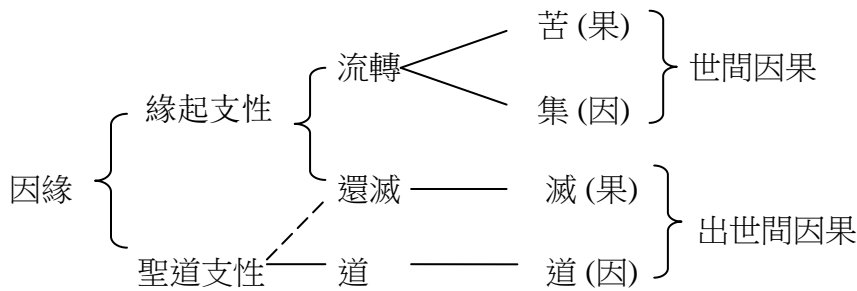 苦 (果)
流轉
世間因果
緣起支性
集 (因)
因緣
還滅
滅 (果)
出世間因果
聖道支性
道
道 (因)